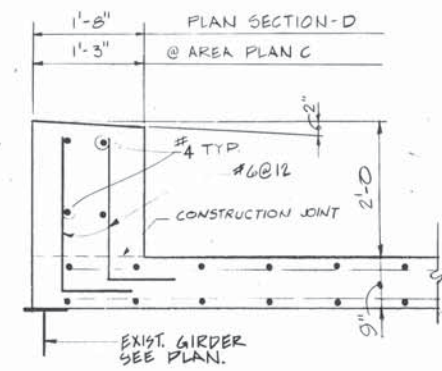 1'-8" PLAN SECTION-D
1'-3" @ AREA PLAN C
2"
#4 TYP.
#6@12
2'-0
CONSTRUCTION JOINT
9"
EXIST. GIRDER
SEE PLAN.